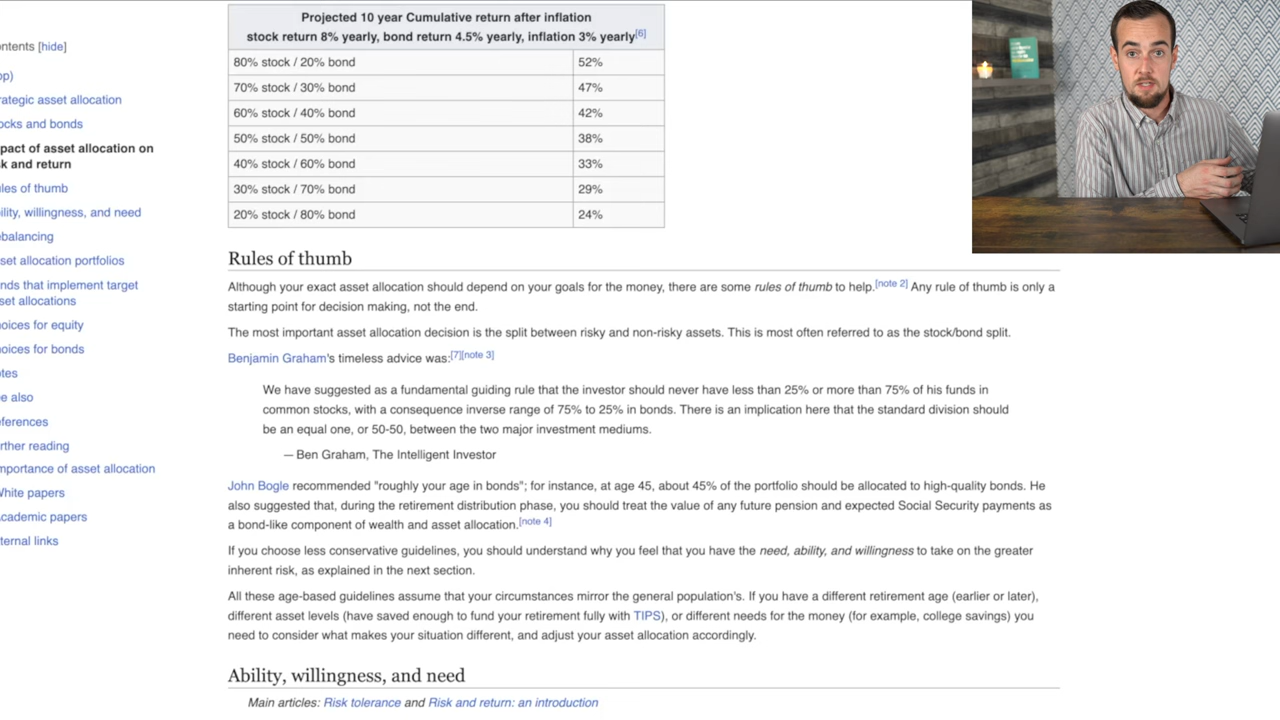 Projected 10 year Cumulative return after inflation
stock return 8% yearly, bond return 4.5% yearly, inflation 3% yearly[6]
80% stock / 20% bond 52%
70% stock / 30% bond 47%
60% stock / 40% bond 42%
50% stock / 50% bond 38%
40% stock / 60% bond 33%
30% stock / 70% bond 29%
20% stock / 80% bond 24%
ntents [hide]
op)
rategic asset allocation
ocks and bonds
pact of asset allocation on
k and return
les of thumb
ility, willingness, and need
ebalancing
set allocation portfolios
nds that implement target
set allocations
oices for equity
oices for bonds
tes
e also
eferences
rther reading
mportance of asset allocation
White papers
cademic papers
ternal links
Rules of thumb
Although your exact asset allocation should depend on your goals for the money, there are some rules of thumb to help.[note 2] Any rule of thumb is only a
starting point for decision making, not the end.
The most important asset allocation decision is the split between risky and non-risky assets. This is most often referred to as the stock/bond split.
Benjamin Graham's timeless advice was:[7][note 3]
We have suggested as a fundamental guiding rule that the investor should never have less than 25% or more than 75% of his funds in
common stocks, with a consequence inverse range of 75% to 25% in bonds. There is an implication here that the standard division should
be an equal one, or 50-50, between the two major investment mediums.
— Ben Graham, The Intelligent Investor
John Bogle recommended "roughly your age in bonds"; for instance, at age 45, about 45% of the portfolio should be allocated to high-quality bonds. He
also suggested that, during the retirement distribution phase, you should treat the value of any future pension and expected Social Security payments as
a bond-like component of wealth and asset allocation.[note 4]
If you choose less conservative guidelines, you should understand why you feel that you have the need, ability, and willingness to take on the greater
inherent risk, as explained in the next section.
All these age-based guidelines assume that your circumstances mirror the general population's. If you have a different retirement age (earlier or later),
different asset levels (have saved enough to fund your retirement fully with TIPS), or different needs for the money (for example, college savings) you
need to consider what makes your situation different, and adjust your asset allocation accordingly.
Ability, willingness, and need
Main articles: Risk tolerance and Risk and return: an introduction